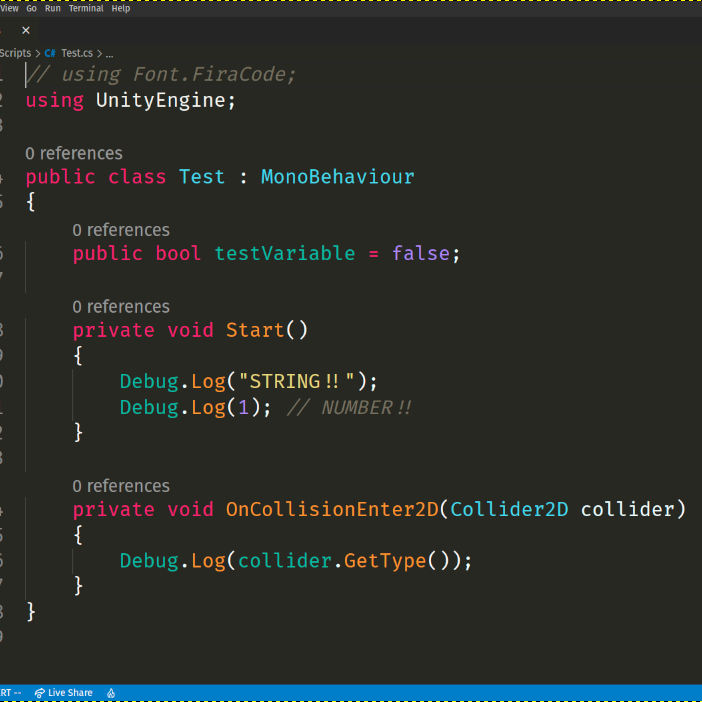 View Go Run Terminal Help
Scripts > C# Test.cs > ...
// using Font.FiraCode;
using UnityEngine;
0 references
public class Test : MonoBehaviour
{
0 references
public bool testVariable = false;
0 references
private void Start()
{
Debug.Log("STRING!!");
Debug.Log(1); // NUMBER!!
}
0 references
private void OnCollisionEnter2D(Collider2D collider)
{
Debug.Log(collider.GetType());
}
}
RT -- Live Share